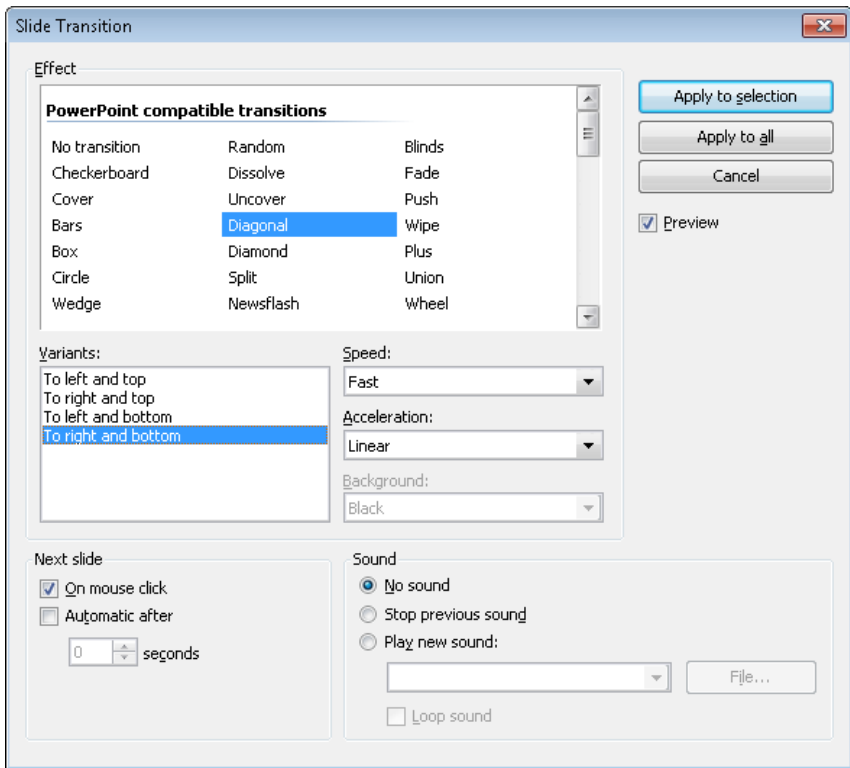 Slide Transition
Effect
PowerPoint compatible transitions
No transition Random Blinds
Checkerboard Dissolve Fade
Cover Uncover Push
Bars Diagonal Wipe
Box Diamond Plus
Circle Split Union
Wedge Newsflash Wheel
Apply to selection
Apply to all
Cancel
Preview
Variants:
To left and top
To right and top
To left and bottom
To right and bottom
Speed:
Fast
Acceleration:
Linear
Background:
Black
Next slide
On mouse click
Automatic after
0 seconds
Sound
No sound
Stop previous sound
Play new sound:
File...
Loop sound